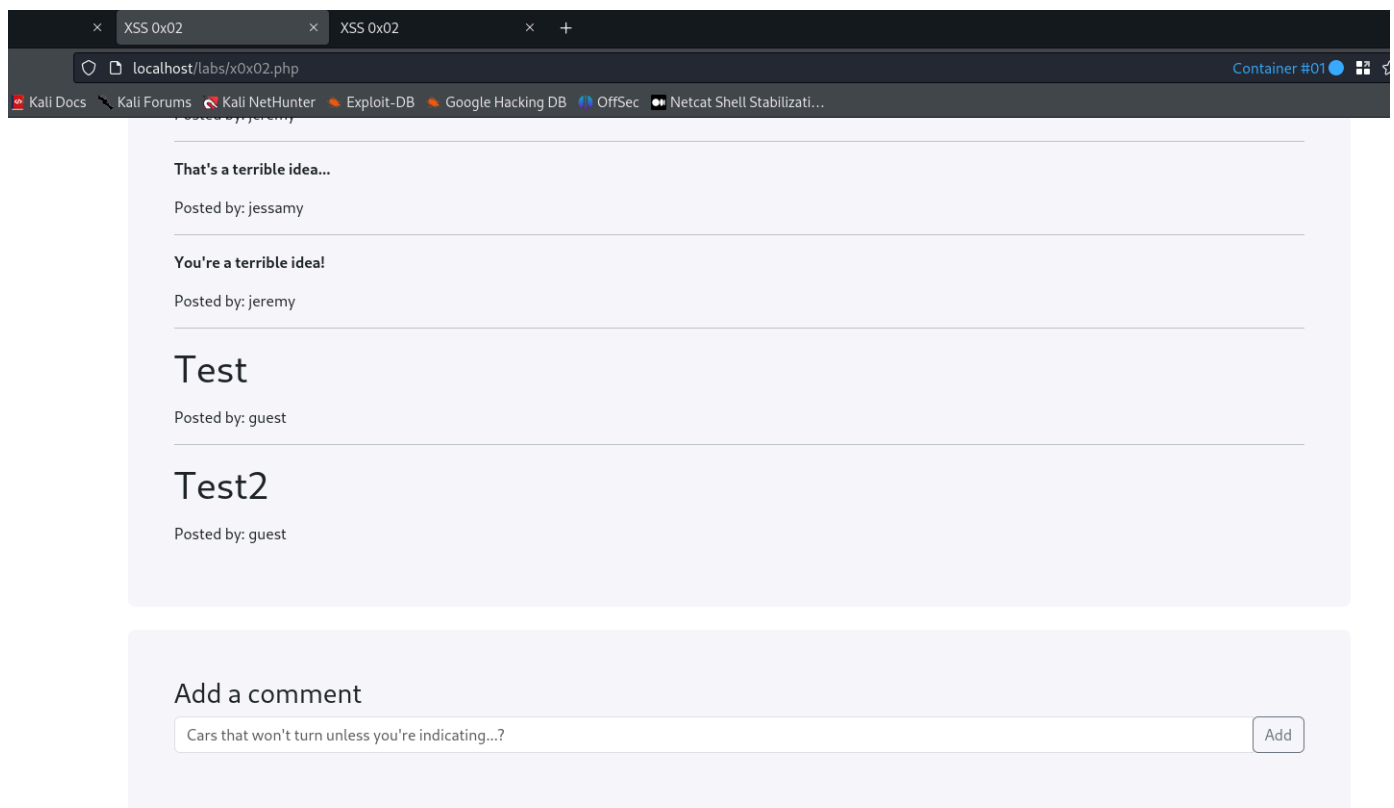 XSS 0x02 XSS 0x02
localhost/labs/x0x02.php Container #01
Kali Docs Kali Forums Kali NetHunter Exploit-DB Google Hacking DB OffSec Netcat Shell Stabilizati…
Posted by: jeremy
That's a terrible idea...
Posted by: jessamy
You're a terrible idea!
Posted by: jeremy
Test
Posted by: guest
Test2
Posted by: guest
Add a comment
Cars that won't turn unless you're indicating...? Add